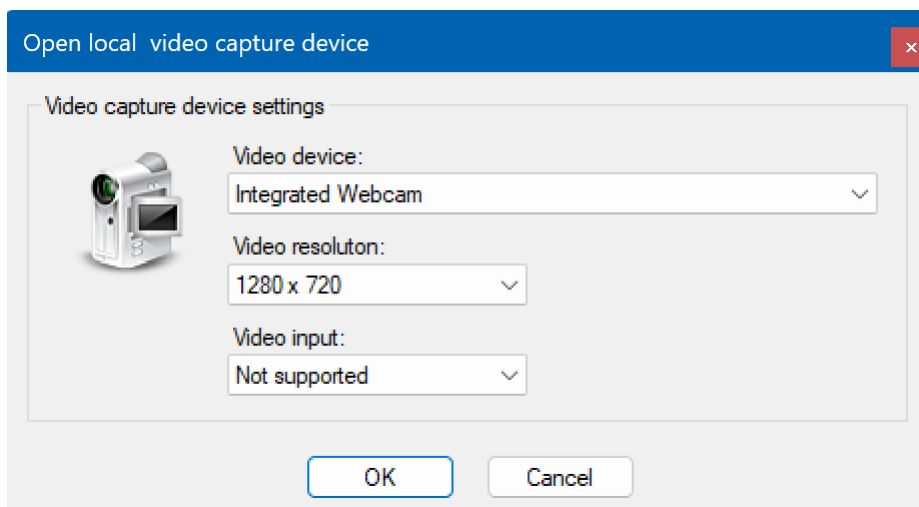 Open local  video capture device
Video capture device settings
Video device:
Integrated Webcam
Video resoluton:
1280 x 720
Video input:
Not supported
OK
Cancel